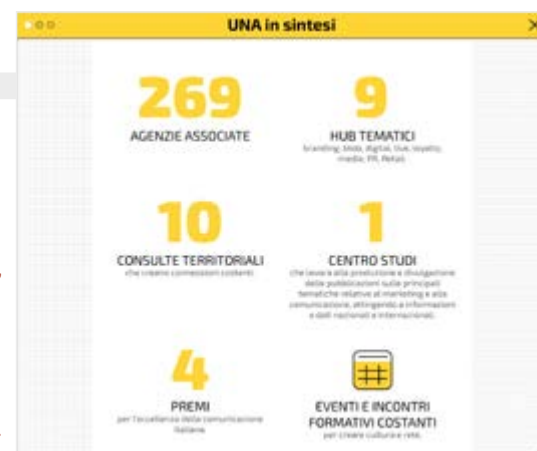 UNA in sintesi
269
AGENZIE ASSOCIATE
9
HUB TEMATICI
branding, digital, live, loyalty,
media, PR, Retail.
10
CONSULTE TERRITORIALI
che creano connessioni costanti
1
CENTRO STUDI
che lavora alla produzione e divulgazione
delle pubblicazioni sulle principali
tematiche relative al marketing e alla
comunicazione, attingendo a informazioni
e dati nazionali e internazionali.
4
PREMI
per l'eccellenza della comunicazione
italiana
EVENTI E INCONTRI
FORMATIVI COSTANTI
per creare cultura e rete.